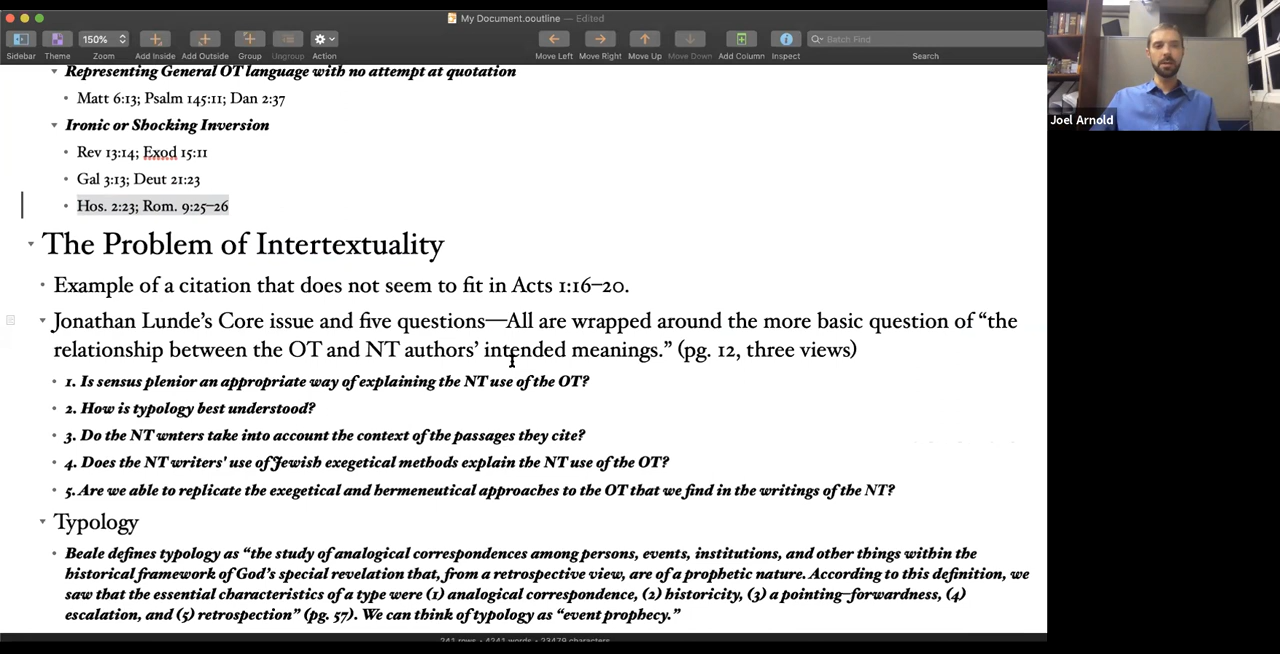 My Document.ooutline — Edited
150%
Sidebar Theme Zoom Add Inside Add Outside Group Ungroup Action Move Left Move Right Move Up Move Down Add Column Inspect Search
Batch Find
Joel Arnold
Representing General OT language with no attempt at quotation
Matt 6:13; Psalm 145:11; Dan 2:37
Ironic or Shocking Inversion
Rev 13:14; Exod 15:11
Gal 3:13; Deut 21:23
Hos. 2:23; Rom. 9:25–26
The Problem of Intertextuality
Example of a citation that does not seem to fit in Acts 1:16–20.
Jonathan Lunde's Core issue and five questions—All are wrapped around the more basic question of “the
relationship between the OT and NT authors’ intended meanings.” (pg. 12, three views)
1. Is sensus plenior an appropriate way of explaining the NT use of the OT?
2. How is typology best understood?
3. Do the NT wnters take into account the context of the passages they cite?
4. Does the NT writers' use of Jewish exegetical methods explain the NT use of the OT?
5. Are we able to replicate the exegetical and hermeneutical approaches to the OT that we find in the writings of the NT?
Typology
Beale defines typology as “the study of analogical correspondences among persons, events, institutions, and other things within the
historical framework of God’s special revelation that, from a retrospective view, are of a prophetic nature. According to this definition, we
saw that the essential characteristics of a type were (1) analogical correspondence, (2) historicity, (3) a pointing-forwardness, (4)
escalation, and (5) retrospection” (pg. 57). We can think of typology as “event prophecy.”
241 rows • 4241 words • 23479 characters